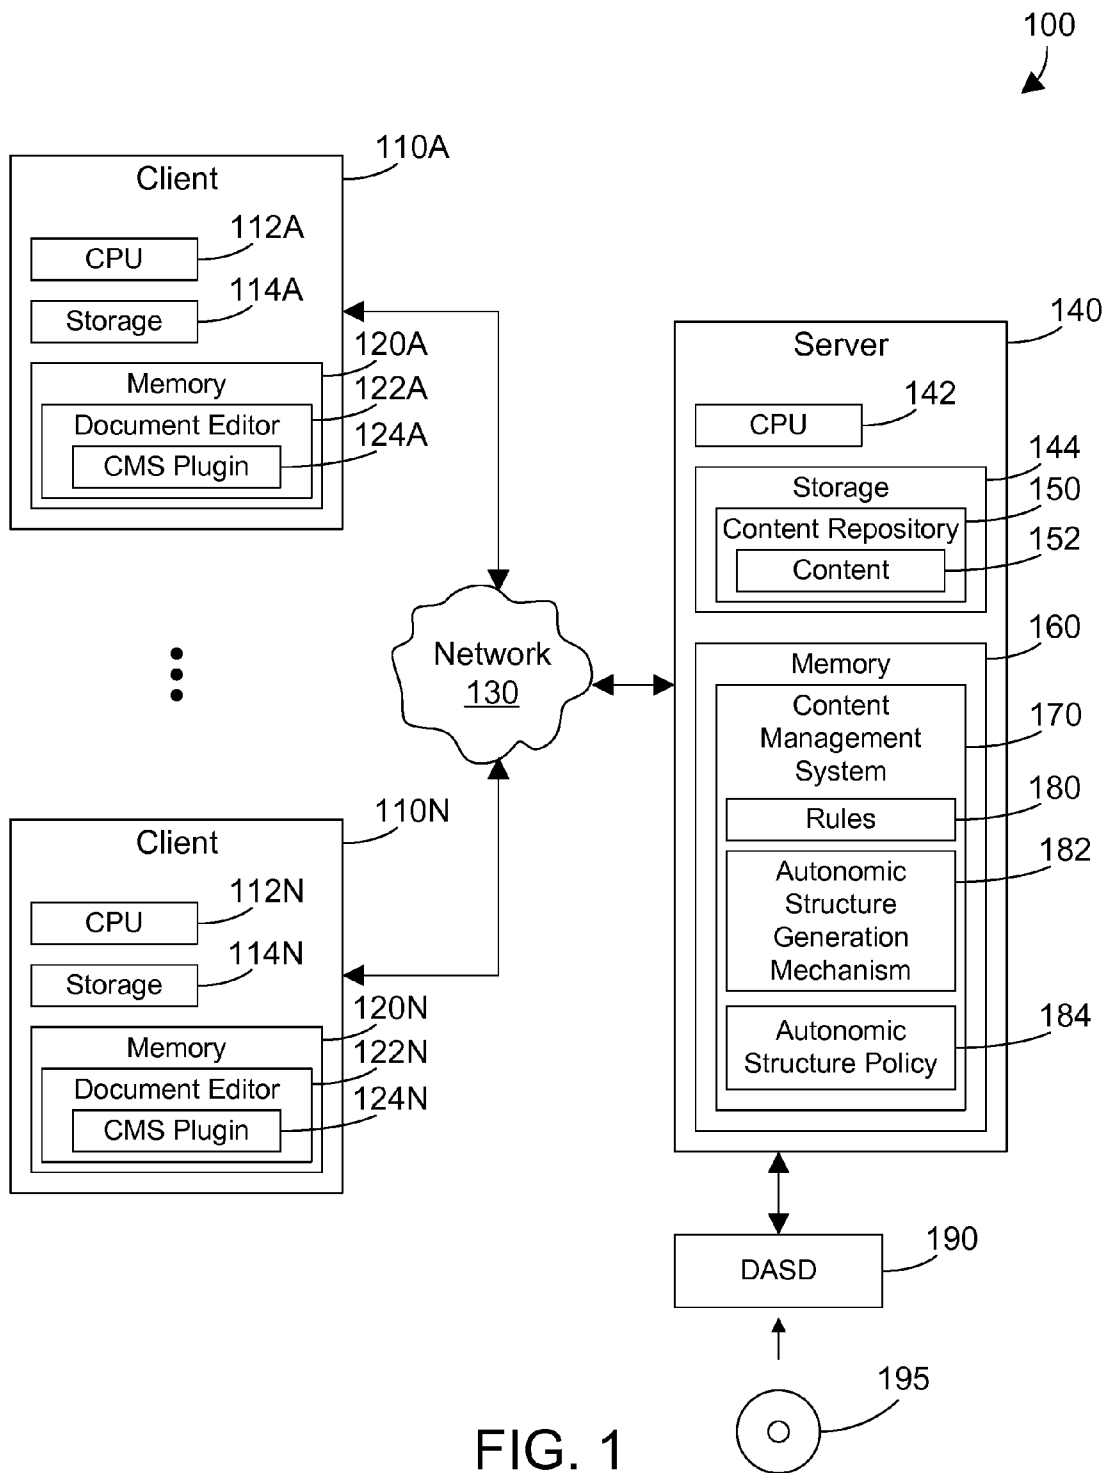 100
110A
Client
112A
CPU
114A
Storage
120A
Memory
122A
Document Editor
124A
CMS Plugin
Network
130
110N
Client
112N
CPU
114N
Storage
120N
Memory
122N
Document Editor
124N
CMS Plugin
140
Server
142
CPU
144
Storage
150
Content Repository
152
Content
160
Memory
170
Content
Management
System
180
Rules
182
Autonomic
Structure
Generation
Mechanism
184
Autonomic
Structure Policy
190
DASD
195
FIG. 1